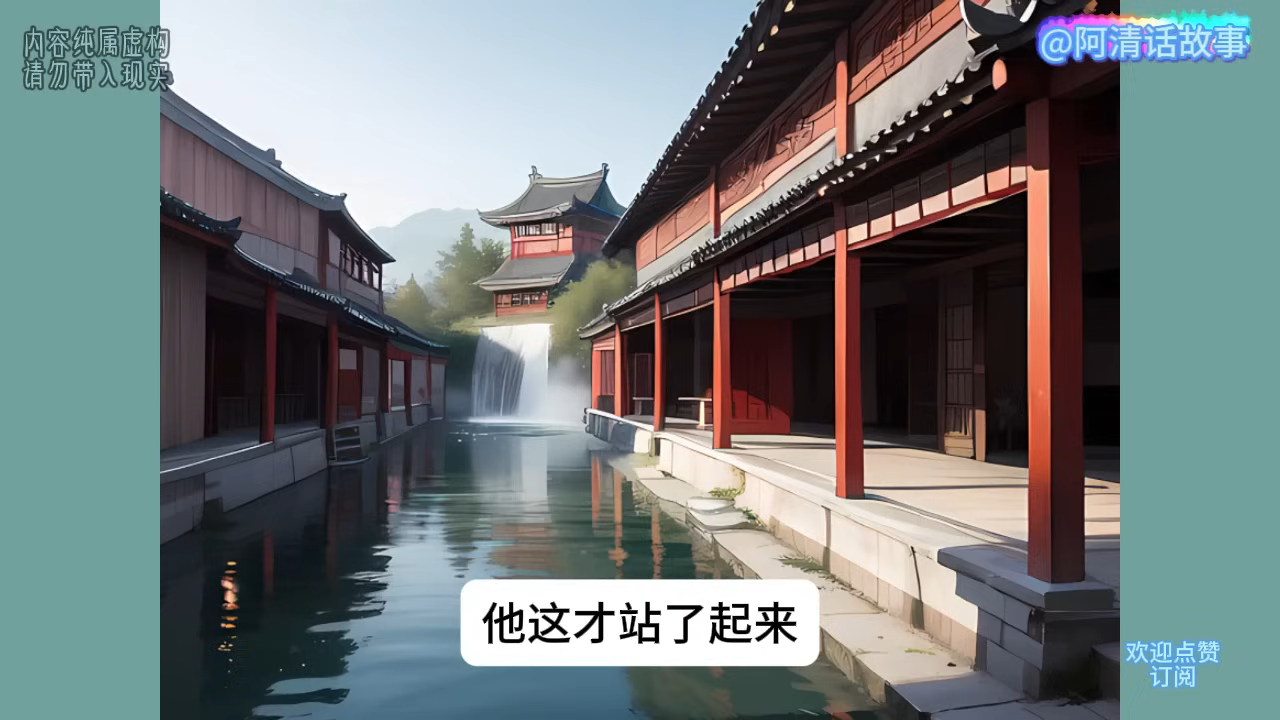 内容纯属虚构
请勿带入现实
@阿清话故事
他这才站了起来
欢迎点赞
订阅